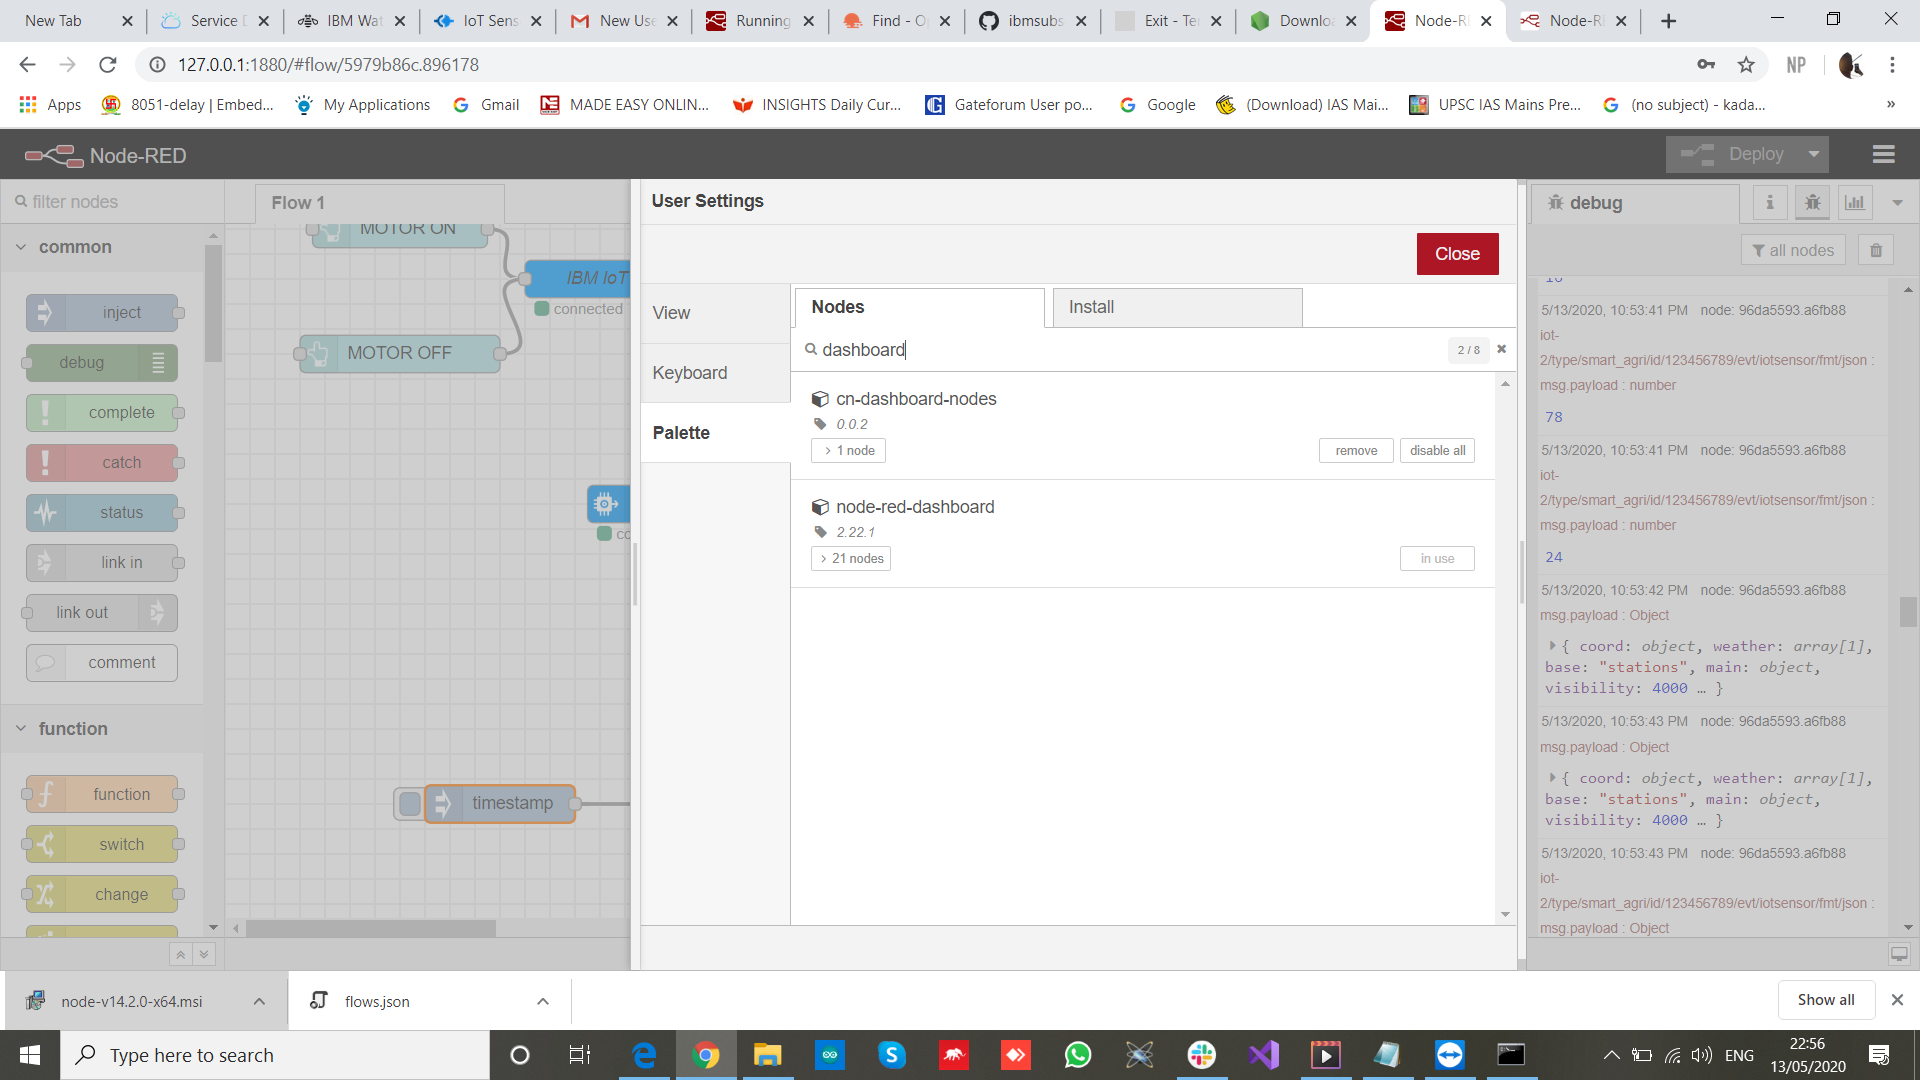 New Tab
Service D
IBM Wat
IoT Sens
New Use
Running
Find - Op
ibmsubs
Exit - Ter
Downloa
Node-RE
Node-RE
127.0.0.1:1880/#flow/5979b86c.896178
NP
Apps
8051-delay | Embed...
My Applications
Gmail
MADE EASY ONLIN...
INSIGHTS Daily Cur...
Gateforum User po...
Google
(Download) IAS Mai...
UPSC IAS Mains Pre...
(no subject) - kada...
»
Node-RED
Deploy
filter nodes
common
inject
debug
complete
catch
status
link in
link out
comment
function
function
switch
change
Flow 1
MOTOR ON
IBM IoT
connected
MOTOR OFF
co
timestamp
User Settings
Close
View
Keyboard
Palette
Nodes
Install
dashboard
2 / 8
cn-dashboard-nodes
0.0.2
> 1 node
remove
disable all
node-red-dashboard
2.22.1
> 21 nodes
in use
debug
all nodes
5/13/2020, 10:53:41 PM node: 96da5593.a6fb88
iot-
2/type/smart_agri/id/123456789/evt/iotsensor/fmt/json :
msg.payload : number
78
5/13/2020, 10:53:41 PM node: 96da5593.a6fb88
iot-
2/type/smart_agri/id/123456789/evt/iotsensor/fmt/json :
msg.payload : number
24
5/13/2020, 10:53:42 PM node: 96da5593.a6fb88
msg.payload : Object
{ coord: object, weather: array[1],
base: "stations", main: object,
visibility: 4000 … }
5/13/2020, 10:53:43 PM node: 96da5593.a6fb88
msg.payload : Object
{ coord: object, weather: array[1],
base: "stations", main: object,
visibility: 4000 … }
5/13/2020, 10:53:43 PM node: 96da5593.a6fb88
iot-
2/type/smart_agri/id/123456789/evt/iotsensor/fmt/json :
msg.payload : Object
node-v14.2.0-x64.msi
flows.json
Show all
Type here to search
ENG
22:56
13/05/2020